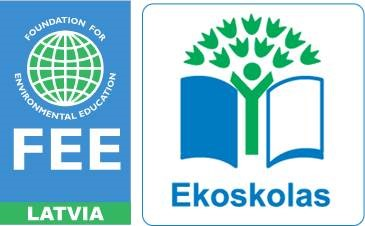 FOUNDATION FOR
ENVIRONMENTAL EDUCATION
FEE
LATVIA
Ekoskolas